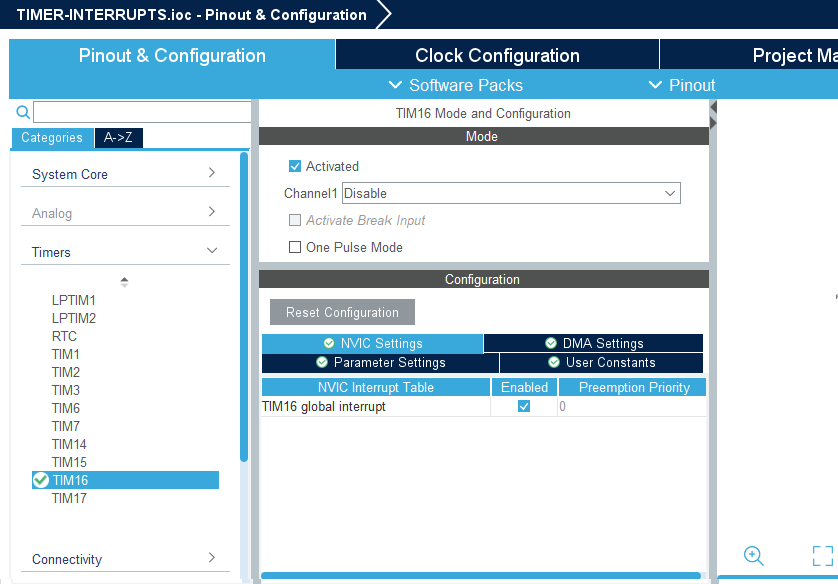 TIMER-INTERRUPTS.ioc - Pinout & Configuration
Pinout & Configuration
Clock Configuration
Project Ma
Software Packs
Pinout
Categories
A->Z
System Core
Analog
Timers
LPTIM1
LPTIM2
RTC
TIM1
TIM2
TIM3
TIM6
TIM7
TIM14
TIM15
TIM16
TIM17
Connectivity
TIM16 Mode and Configuration
Mode
Activated
Channel1 Disable
Activate Break Input
One Pulse Mode
Configuration
Reset Configuration
NVIC Settings
DMA Settings
Parameter Settings
User Constants
NVIC Interrupt Table Enabled Preemption Priority
TIM16 global interrupt 0